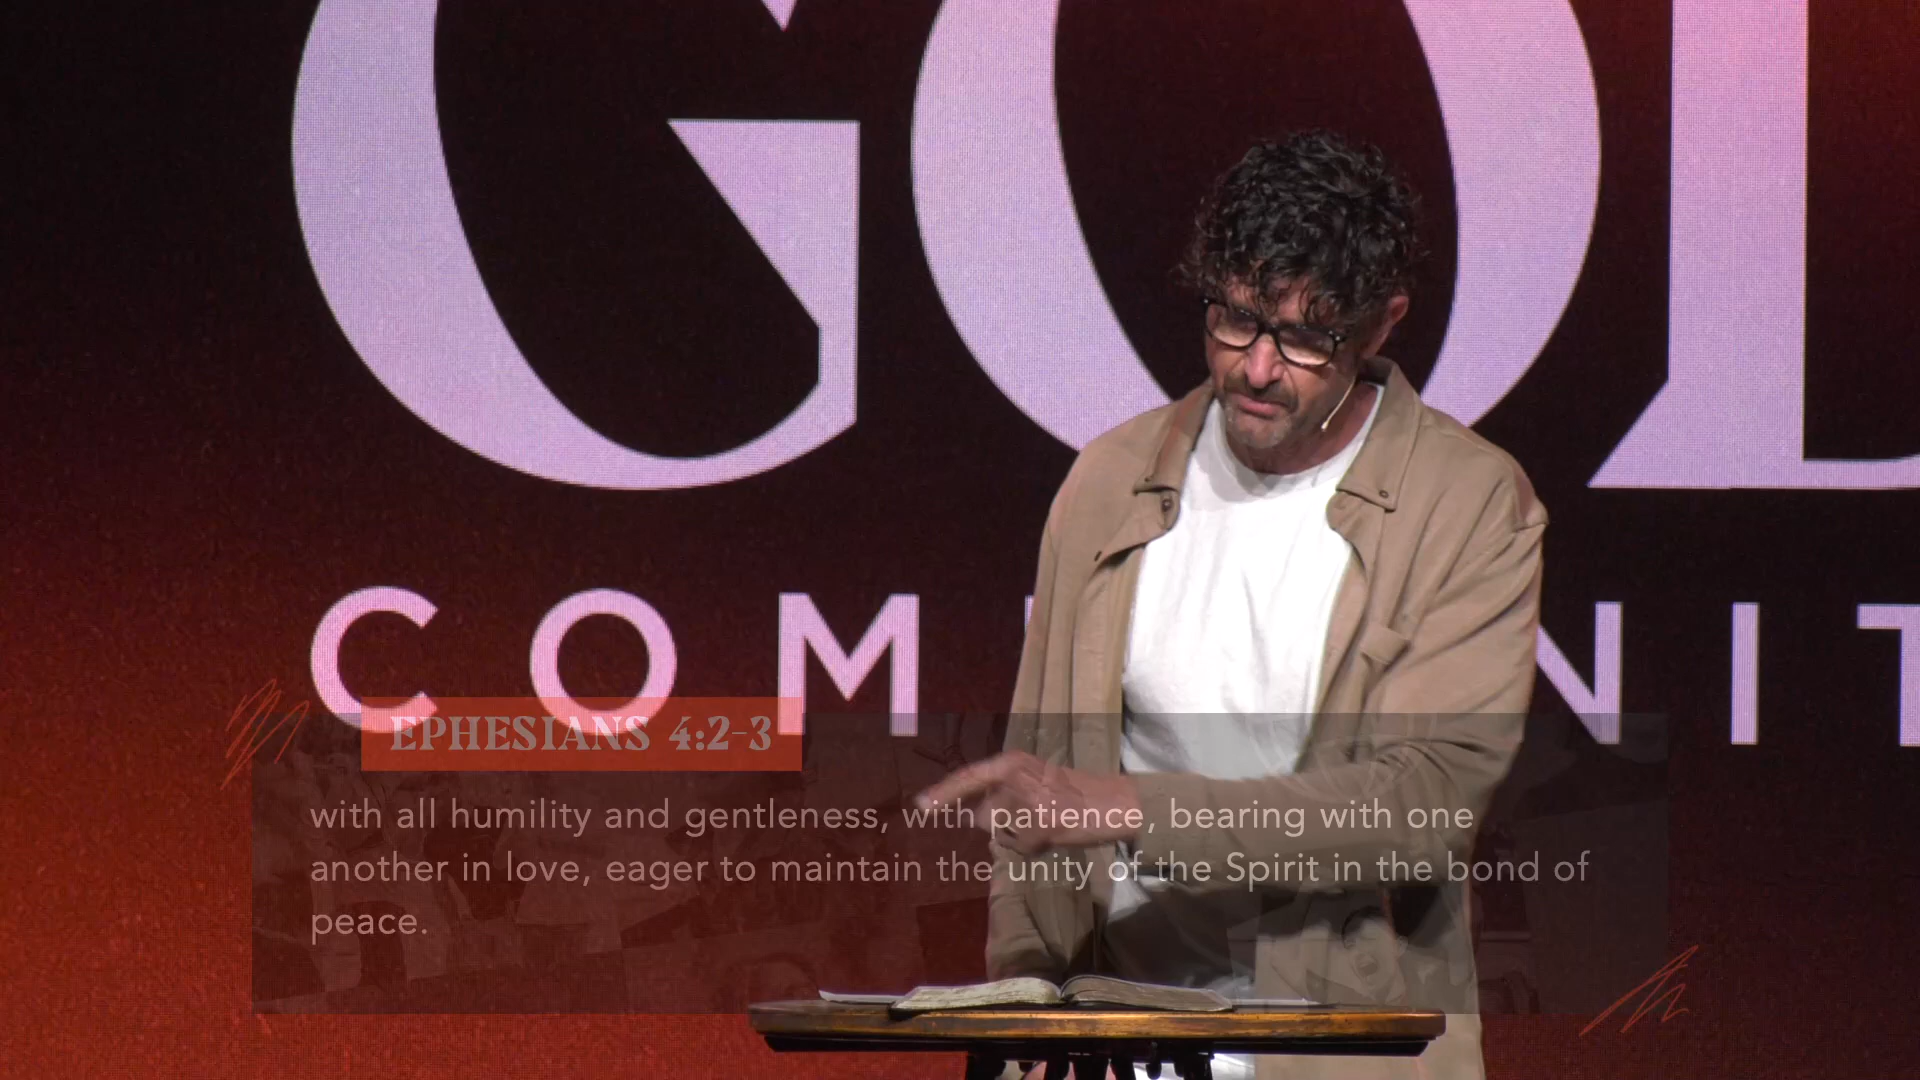 GOD
COM NIT
EPHESIANS 4:2-3
with all humility and gentleness, with patience, bearing with one
another in love, eager to maintain the unity of the Spirit in the bond of
peace.